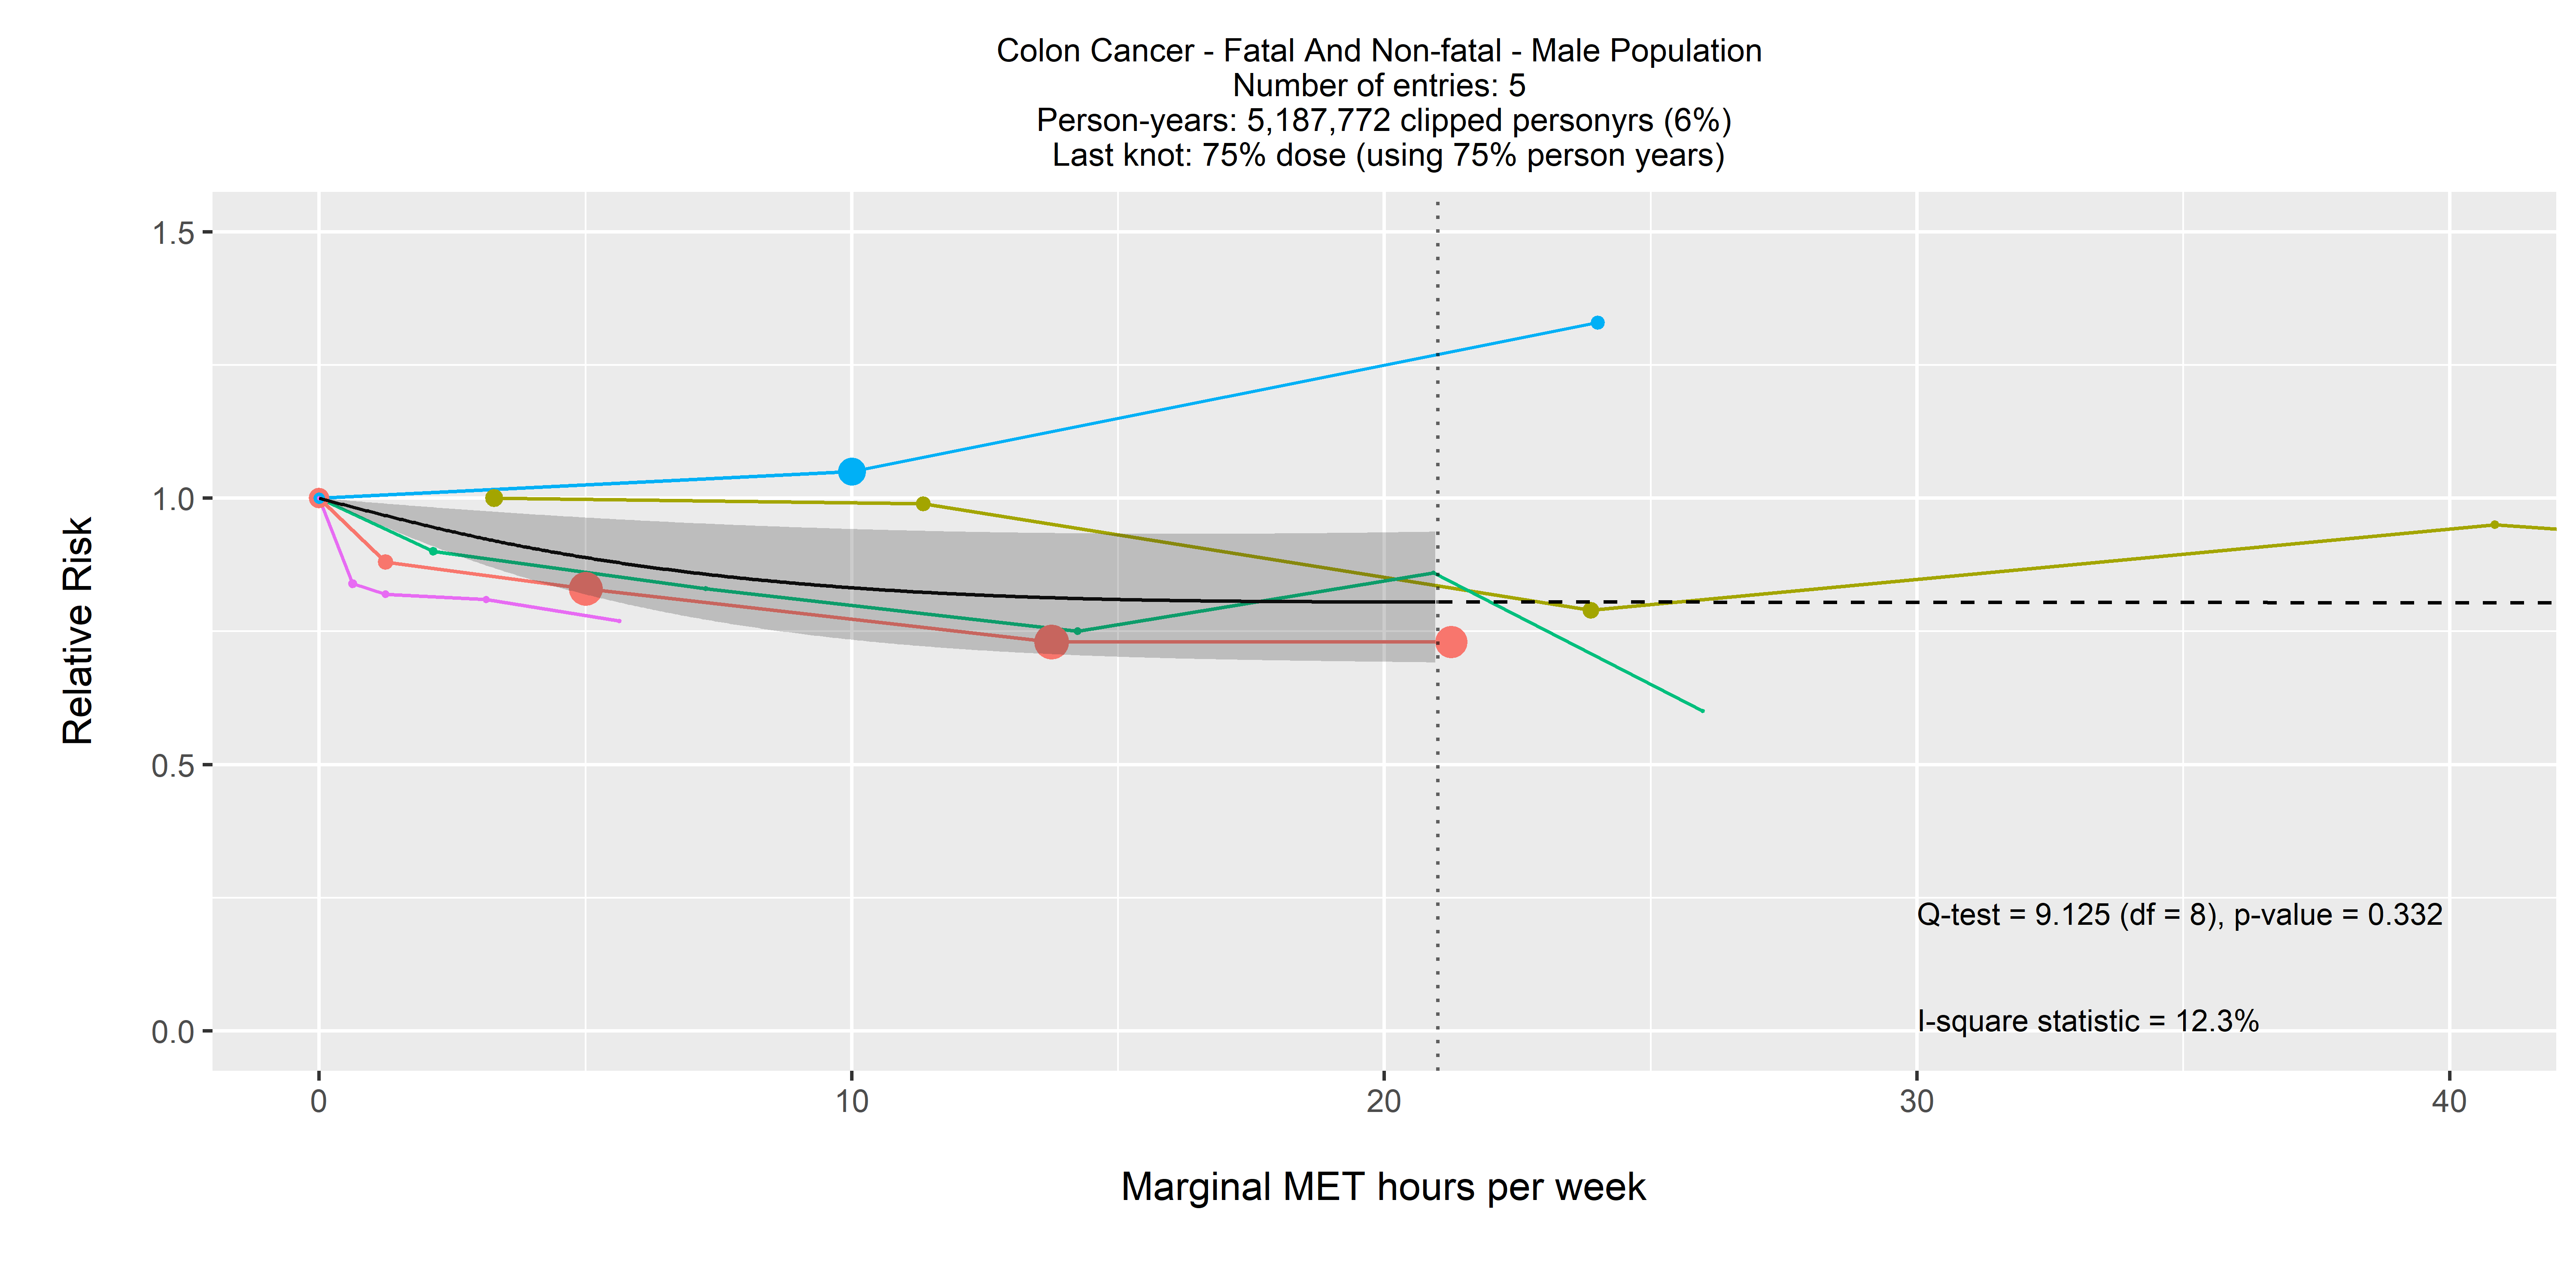 Colon Cancer - Fatal And Non-fatal - Male Population
Number of entries: 5
Person-years: 5,187,772 clipped personyrs (6%)
Last knot: 75% dose (using 75% person years)
1.5
1.0
0.5
0.0
Relative Risk
Q-test = 9.125 (df = 8), p-value = 0.332
I-square statistic = 12.3%
0 10 20 30 40
Marginal MET hours per week